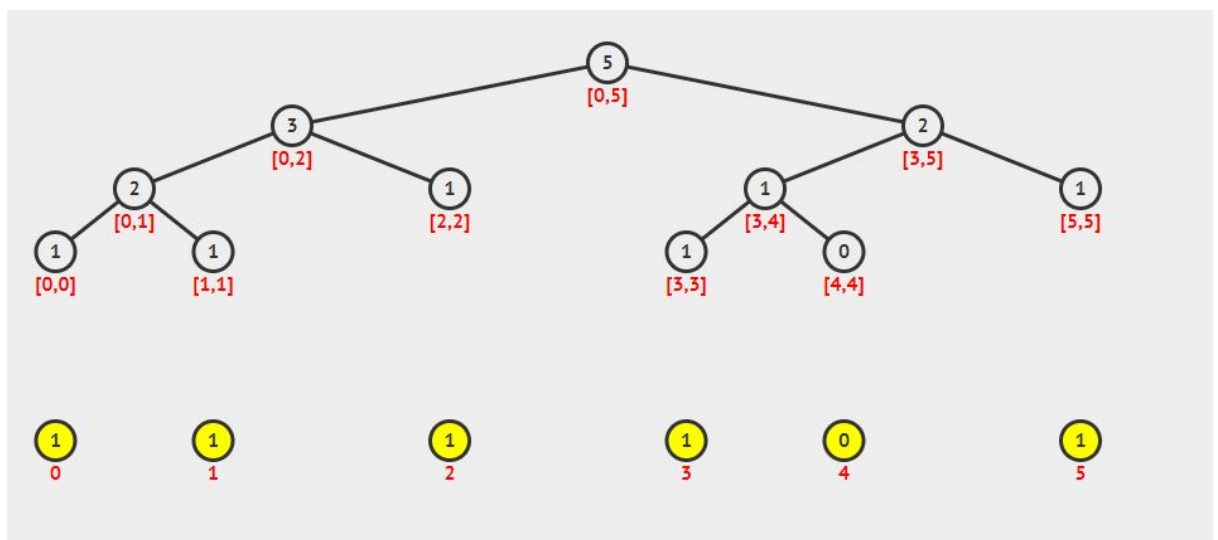 5
[0,5]
3 2
[0,2] [3,5]
2 1 1 1
[0,1] [2,2] [3,4] [5,5]
1 1 1 0
[0,0] [1,1] [3,3] [4,4]
1 1 1 1 0 1
0 1 2 3 4 5